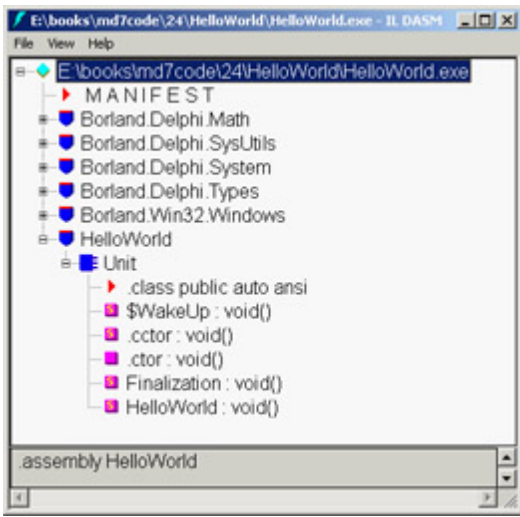 E:\books\md7code\24\HelloWorld\HelloWorld.exe - IL DASM
File View Help
E:\books\md7code\24\HelloWorld\HelloWorld.exe
M A N I F E S T
Borland.Delphi.Math
Borland.Delphi.SysUtils
Borland.Delphi.System
Borland.Delphi.Types
Borland.Win32.Windows
HelloWorld
Unit
.class public auto ansi
$WakeUp : void()
.cctor : void()
.ctor : void()
Finalization : void()
HelloWorld : void()
.assembly HelloWorld